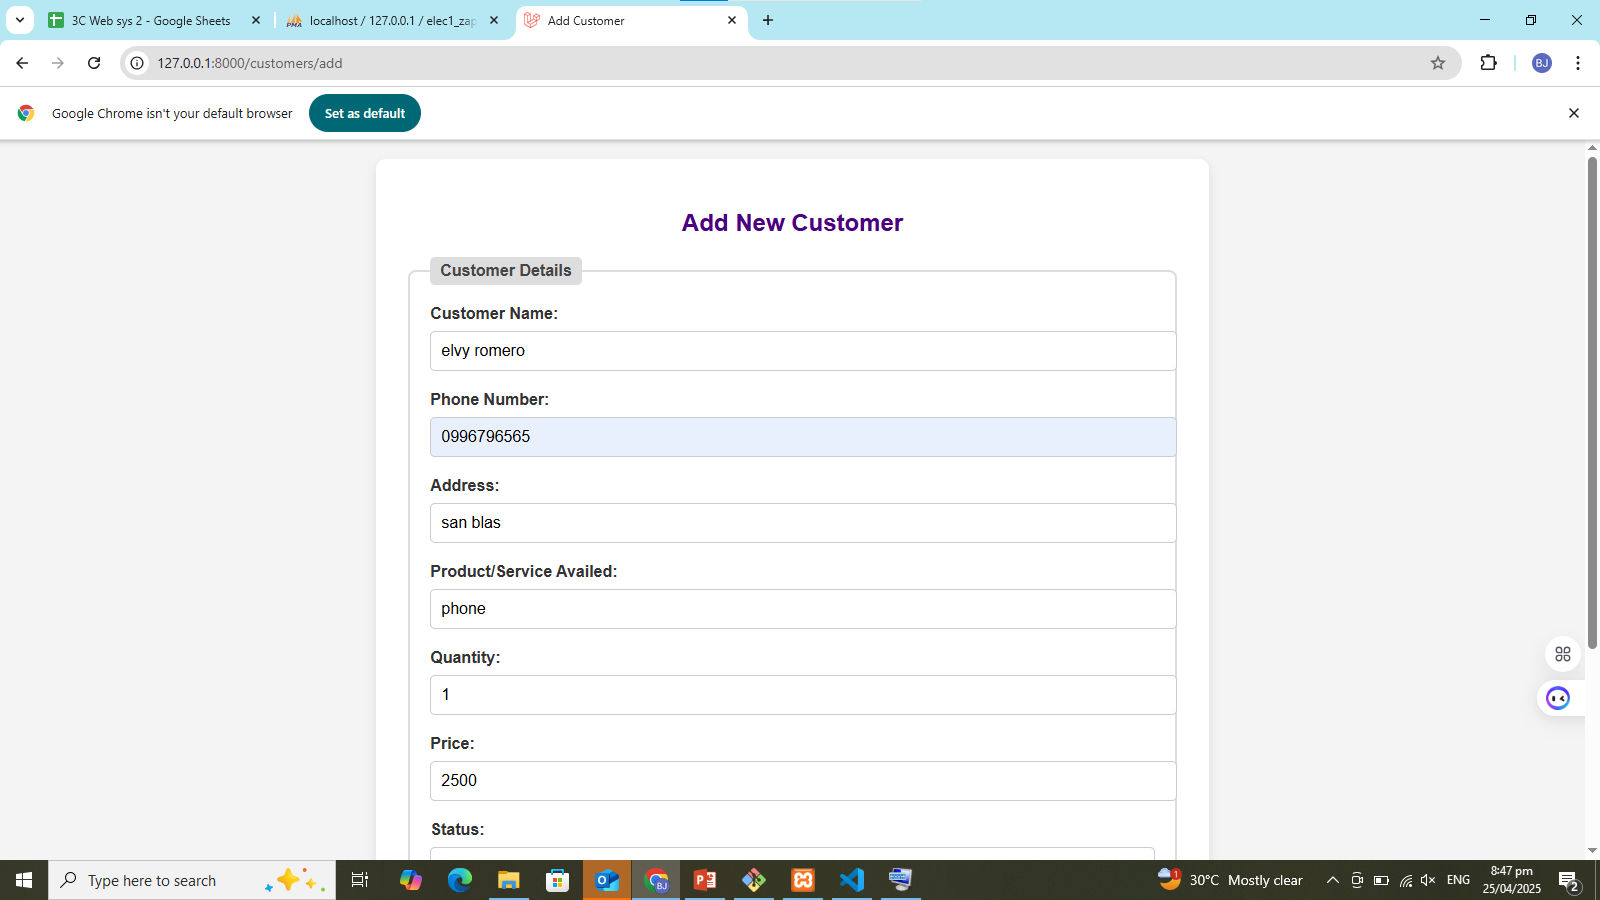 3C Web sys 2 - Google Sheets
localhost / 127.0.0.1 / elec1_zap
Add Customer
127.0.0.1:8000/customers/add
BJ
Google Chrome isn't your default browser
Set as default
Add New Customer
Customer Details
Customer Name:
elvy romero
Phone Number:
0996796565
Address:
san blas
Product/Service Availed:
phone
Quantity:
1
Price:
2500
Status:
Type here to search
30°C Mostly clear
ENG
8:47 pm
25/04/2025
2